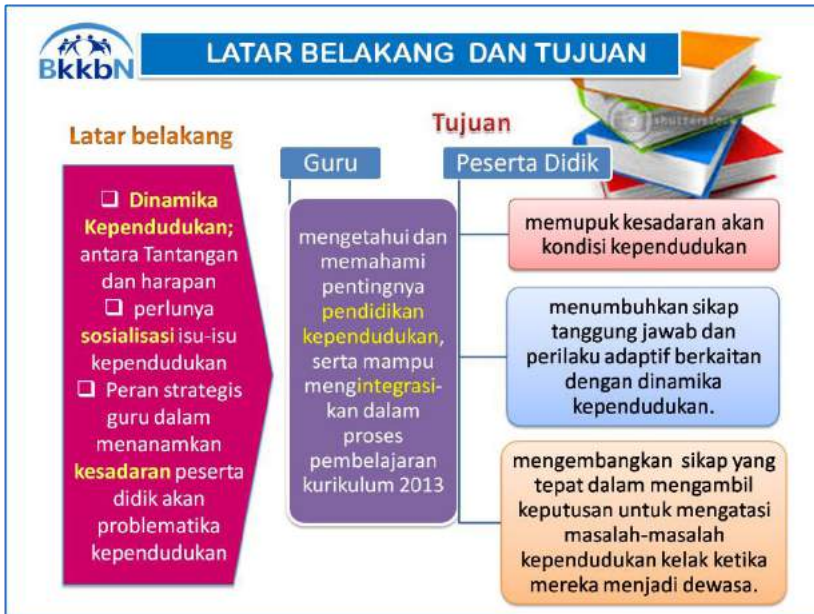 BkkbN
LATAR BELAKANG DAN TUJUAN
Latar belakang
❑ Dinamika
Kependudukan;
antara Tantangan
dan harapan
❑ perlunya
sosialisasi isu-isu
kependudukan
❑ Peran strategis
guru dalam
menanamkan
kesadaran peserta
didik akan
problematika
kependudukan
Tujuan
Guru
mengetahui dan
memahami
pentingnya
pendidikan
kependudukan,
serta mampu
mengintegrasi-
kan dalam
proses
pembelajaran
kurikulum 2013
Peserta Didik
memupuk kesadaran akan
kondisi kependudukan
menumbuhkan sikap
tanggung jawab dan
perilaku adaptif berkaitan
dengan dinamika
kependudukan.
mengembangkan sikap yang
tepat dalam mengambil
keputusan untuk mengatasi
masalah-masalah
kependudukan kelak ketika
mereka menjadi dewasa.